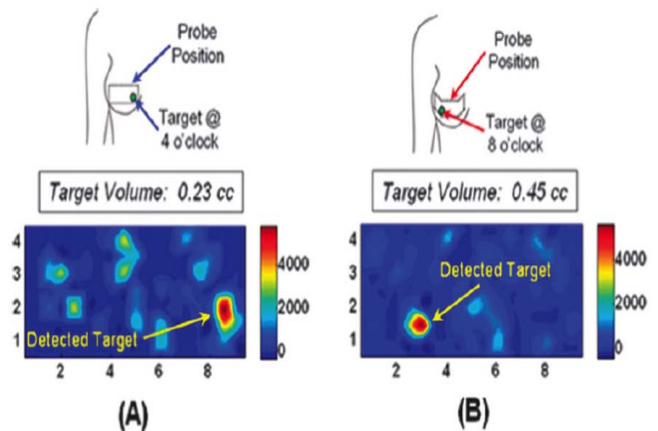 Probe
Position
Target @
4 o'clock
Target Volume: 0.23 cc
4
3
2
1
2
4
6
8
4000
2000
0
Detected Target
(A)
Probe
Position
Target @
8 o'clock
Target Volume: 0.45 cc
4
3
2
1
2
4
6
8
4000
2000
0
Detected Target
(B)